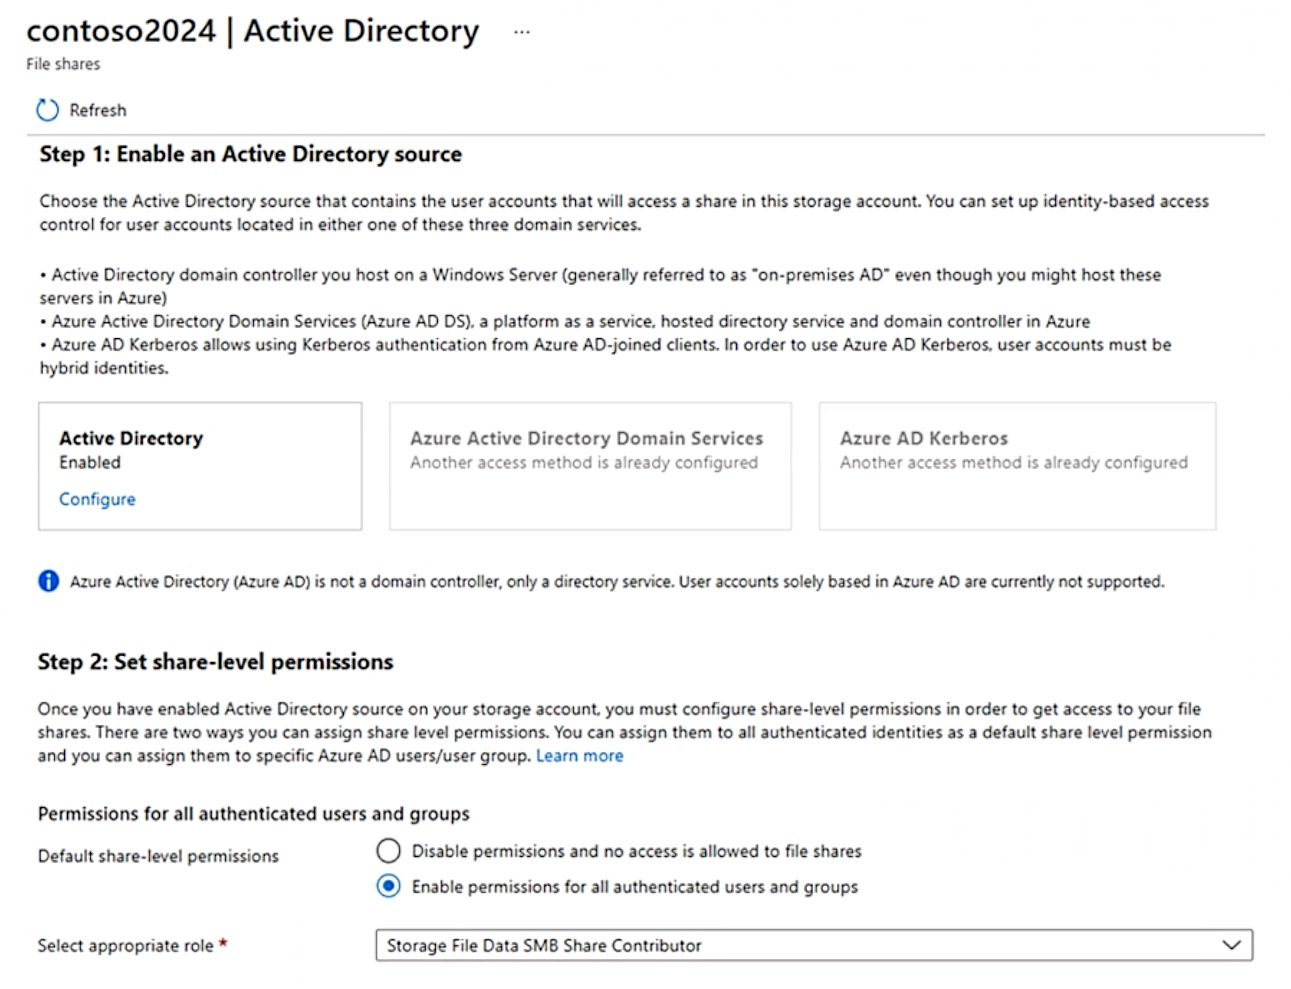 contoso2024 | Active Directory ...
File shares
Refresh
Step 1: Enable an Active Directory source
Choose the Active Directory source that contains the user accounts that will access a share in this storage account. You can set up identity-based access
control for user accounts located in either one of these three domain services.
• Active Directory domain controller you host on a Windows Server (generally referred to as "on-premises AD" even though you might host these
servers in Azure)
• Azure Active Directory Domain Services (Azure AD DS), a platform as a service, hosted directory service and domain controller in Azure
• Azure AD Kerberos allows using Kerberos authentication from Azure AD-joined clients. In order to use Azure AD Kerberos, user accounts must be
hybrid identities.
Active Directory
Enabled
Configure
Azure Active Directory Domain Services
Another access method is already configured
Azure AD Kerberos
Another access method is already configured
Azure Active Directory (Azure AD) is not a domain controller, only a directory service. User accounts solely based in Azure AD are currently not supported.
Step 2: Set share-level permissions
Once you have enabled Active Directory source on your storage account, you must configure share-level permissions in order to get access to your file
shares. There are two ways you can assign share level permissions. You can assign them to all authenticated identities as a default share level permission
and you can assign them to specific Azure AD users/user group. Learn more
Permissions for all authenticated users and groups
Default share-level permissions
Disable permissions and no access is allowed to file shares
Enable permissions for all authenticated users and groups
Select appropriate role *
Storage File Data SMB Share Contributor